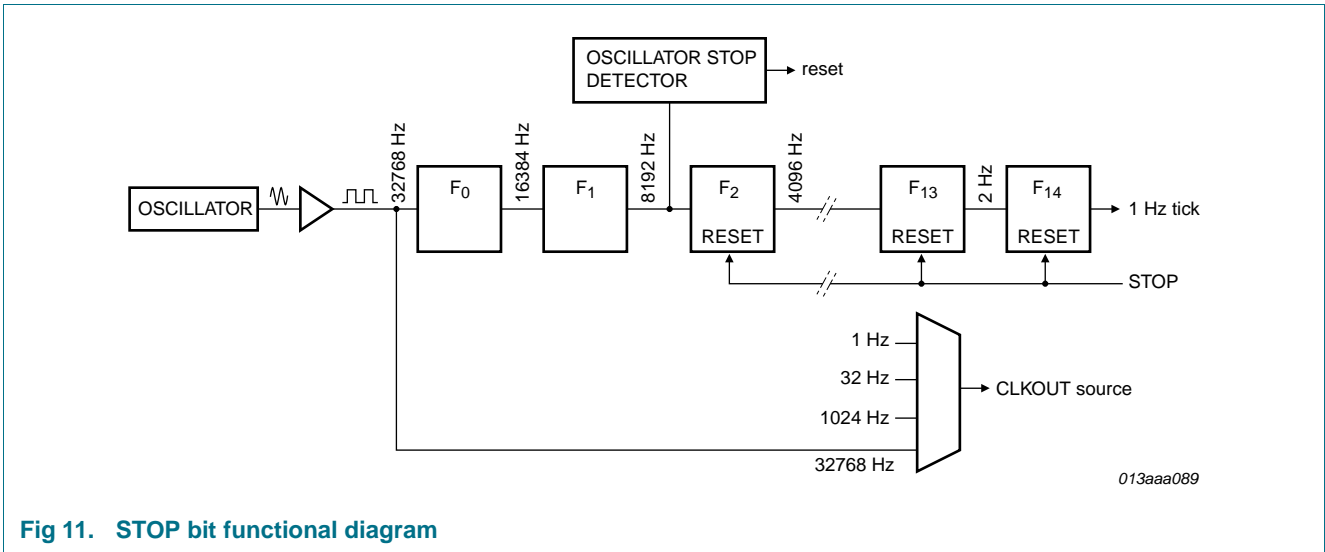 OSCILLATOR STOP
DETECTOR
reset
32768 Hz
16384 Hz
8192 Hz
4096 Hz
2 Hz
OSCILLATOR
F0
F1
F2
RESET
F13
RESET
F14
RESET
1 Hz tick
STOP
1 Hz
32 Hz
1024 Hz
32768 Hz
CLKOUT source
013aaa089
Fig 11. STOP bit functional diagram